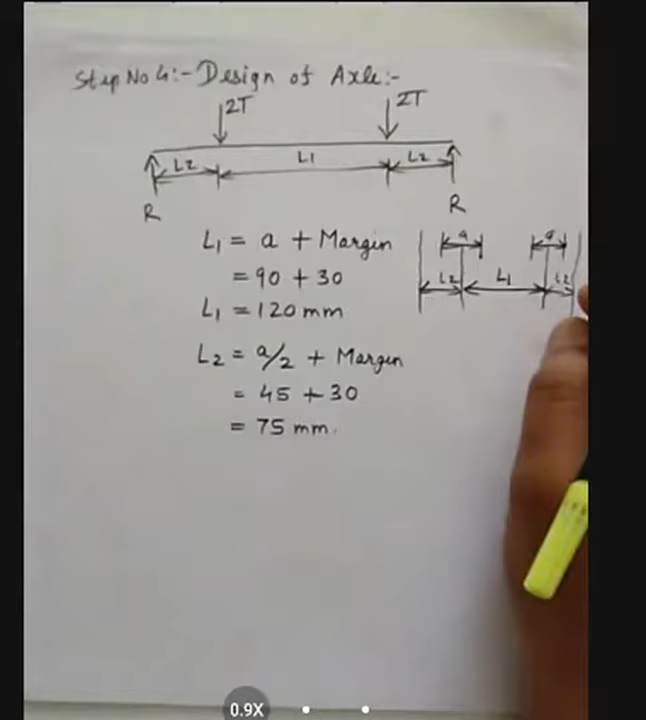 Step No 4:- Design of Axle:-
2T
2T
L2
L1
L2
R
R
L1 = a + Margin
= 90 + 30
L1 = 120 mm
a
a
L2
L1
L2
L2 = a/2 + Margin
= 45 + 30
= 75 mm.
0.9X